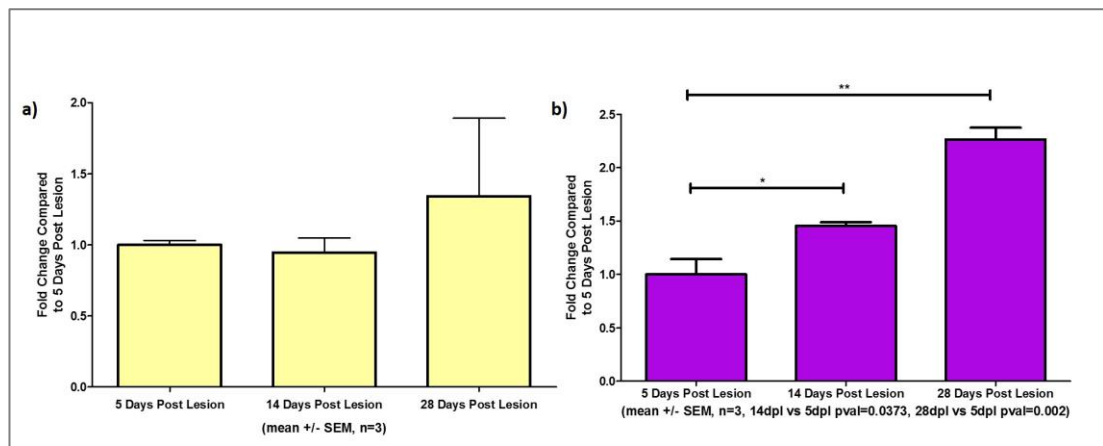 a)
Fold Change Compared
to 5 Days Post Lesion
2.0
1.5
1.0
0.5
0.0
5 Days Post Lesion 14 Days Post Lesion 28 Days Post Lesion
(mean +/- SEM, n=3)
b)
Fold Change Compared
to 5 Days Post Lesion
2.5
2.0
1.5
1.0
0.5
0.0
**
*
5 Days Post Lesion 14 Days Post Lesion 28 Days Post Lesion
(mean +/- SEM, n=3, 14dpl vs 5dpl pval=0.0373, 28dpl vs 5dpl pval=0.002)